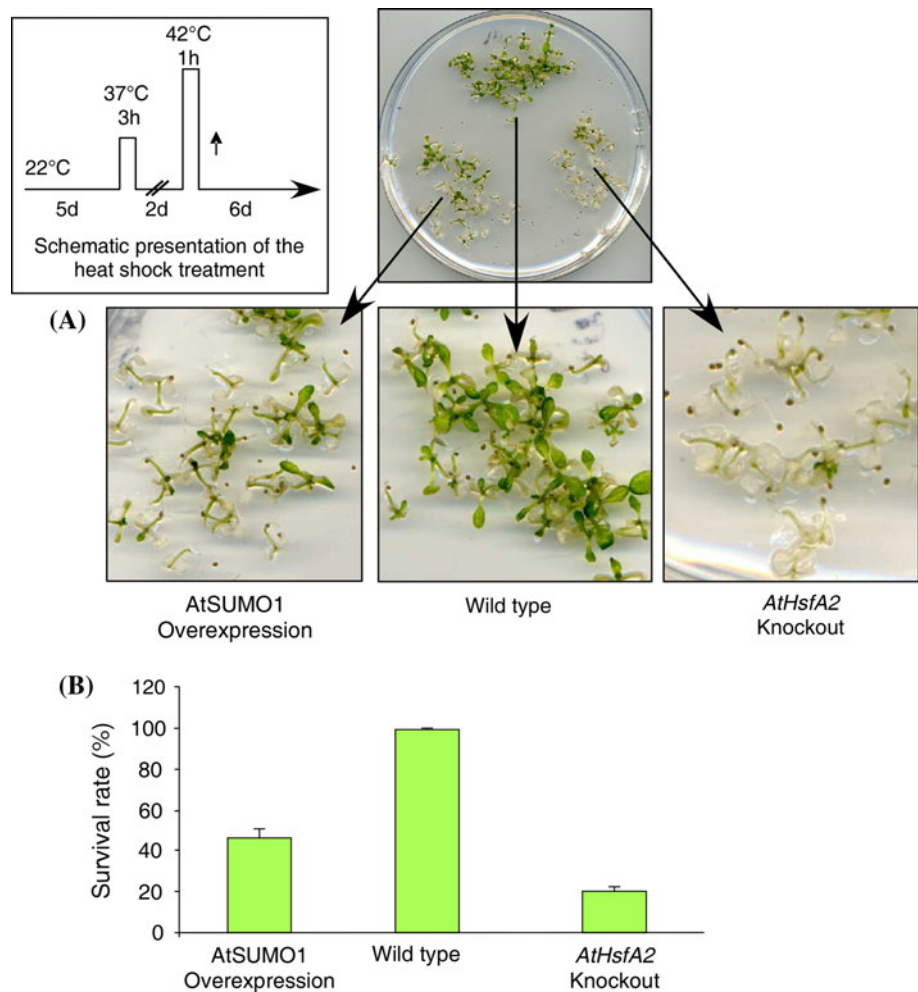 42°C
1h
37°C
3h
22°C
5d
2d
6d
Schematic presentation of the
heat shock treatment
(A)
AtSUMO1
Overexpression
Wild type
AtHsfA2
Knockout
(B)
Survival rate (%)
120
100
80
60
40
20
0
AtSUMO1
Overexpression
Wild type
AtHsfA2
Knockout